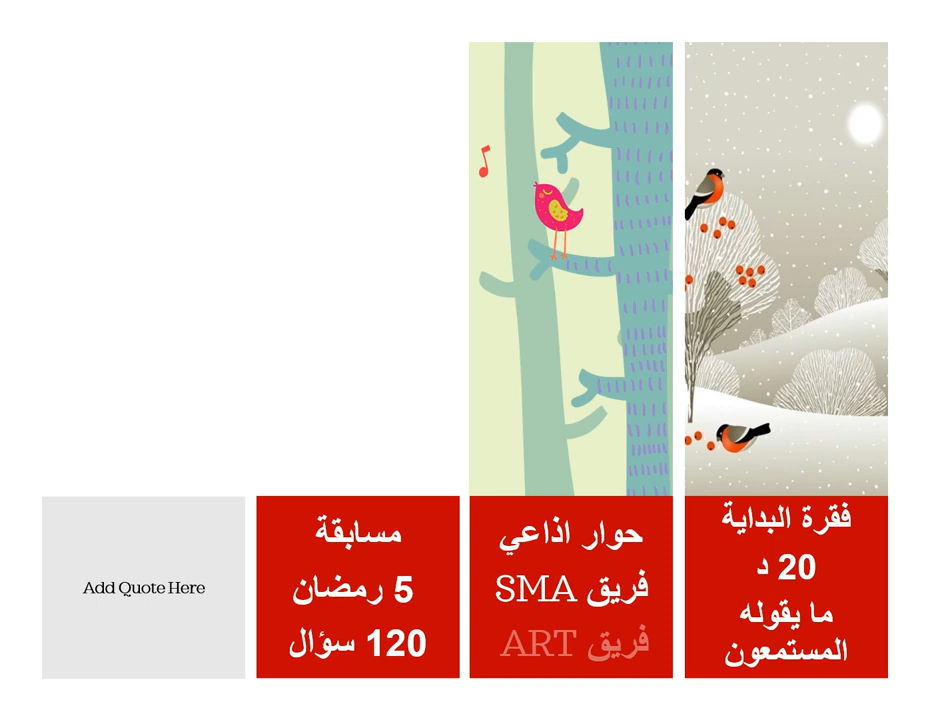 فقرة البداية
20 د
ما يقوله
المستمعون
حوار اذاعي
فريق SMA
فريق ART
مسابقة
5 رمضان
120 سؤال
Add Quote Here